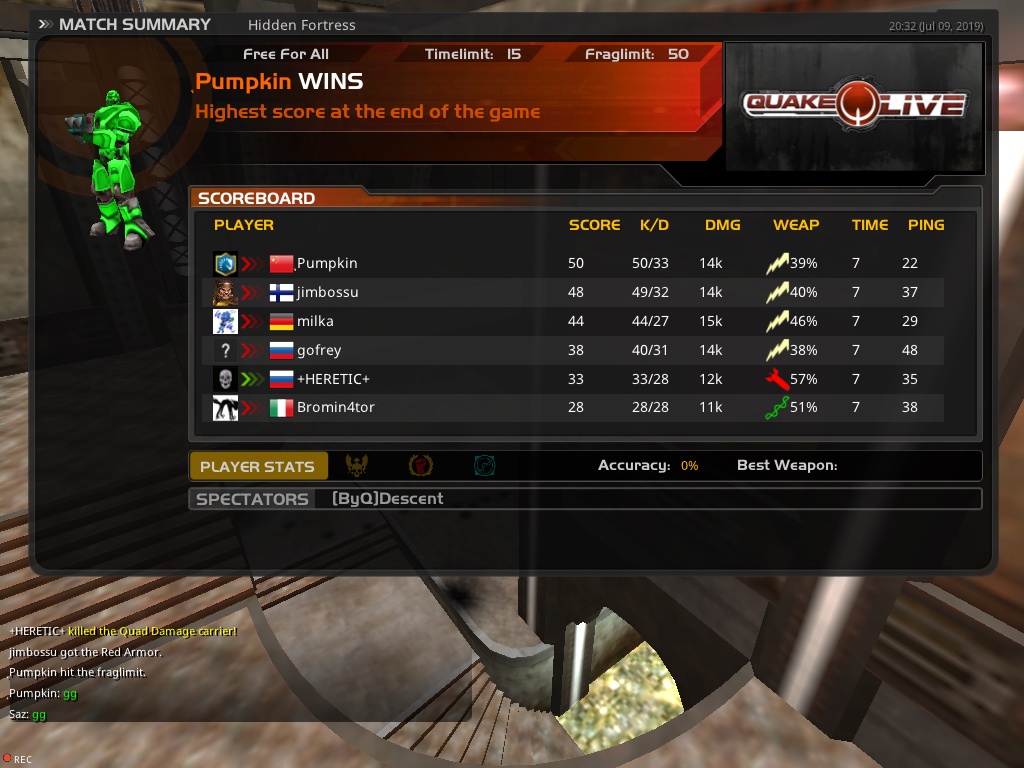 MATCH SUMMARY Hidden Fortress 20:32 (Jul 09, 2019)
Free For All Timelimit: 15 Fraglimit: 50
Pumpkin WINS
Highest score at the end of the game
QUAKE LIVE
SCOREBOARD
PLAYER SCORE K/D DMG WEAP TIME PING
Pumpkin 50 50/33 14k 39% 7 22
jimbossu 48 49/32 14k 40% 7 37
milka 44 44/27 15k 46% 7 29
? gofrey 38 40/31 14k 38% 7 48
+HERETIC+ 33 33/28 12k 57% 7 35
Bromin4tor 28 28/28 11k 51% 7 38
PLAYER STATS Accuracy: 0% Best Weapon:
SPECTATORS [ByQ]Descent
+HERETIC+ killed the Quad Damage carrier!
jimbossu got the Red Armor.
Pumpkin hit the fraglimit.
Pumpkin: gg
Saz: gg
REC